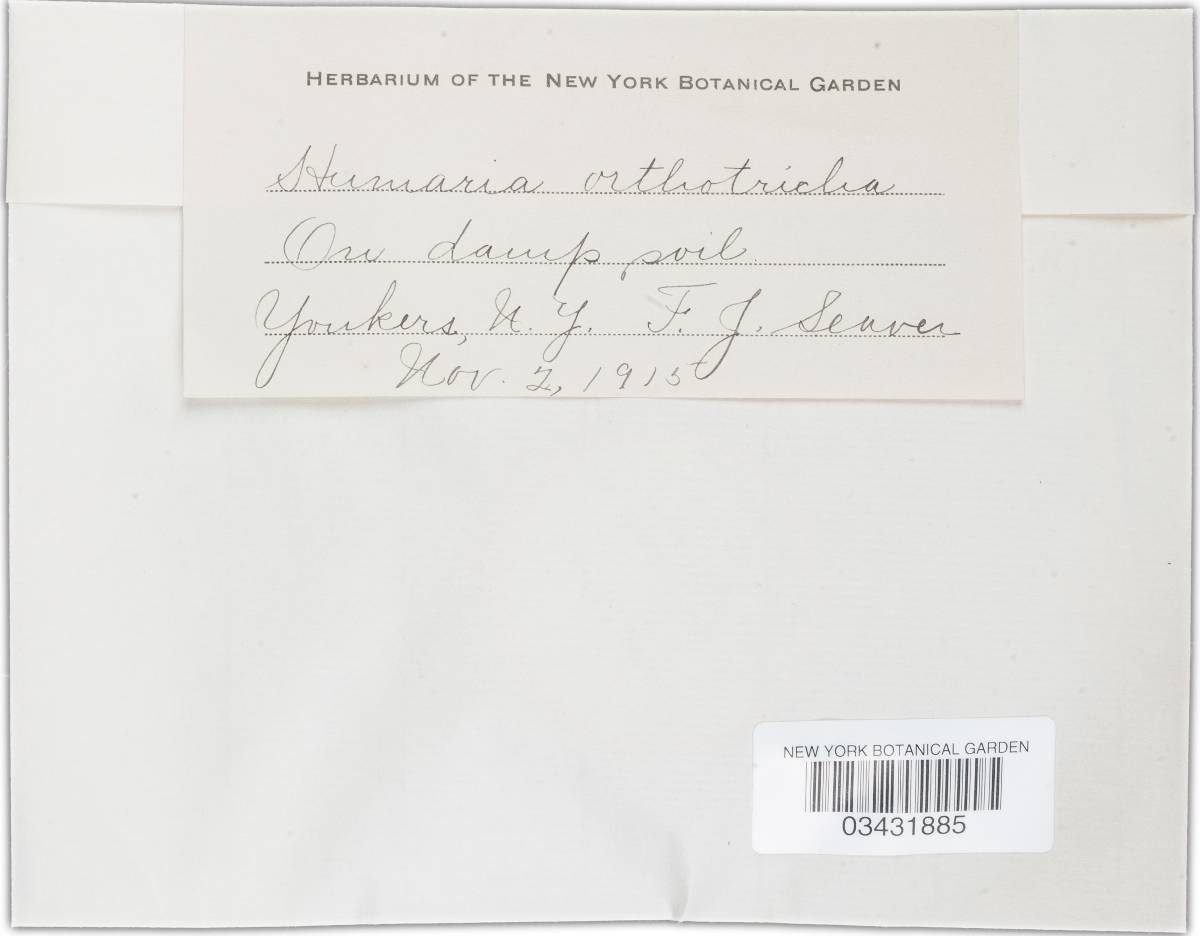 HERBARIUM OF THE NEW YORK BOTANICAL GARDEN
Humaria orthotricha
On damp soil.
Yonkers, N. Y. F. J. Seaver
Nov. 2, 1915
NEW YORK BOTANICAL GARDEN
03431885